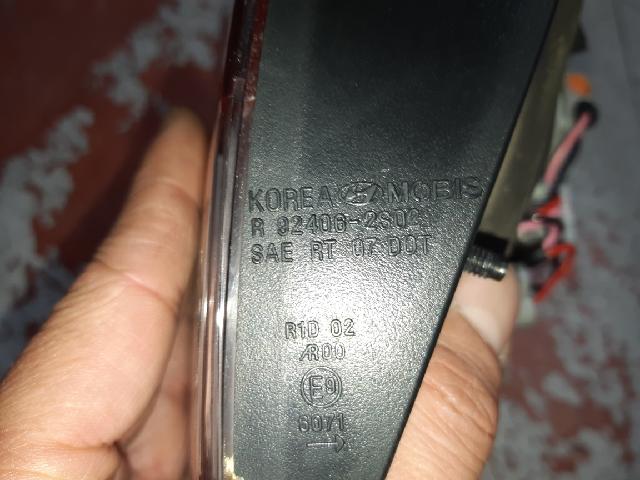 KOREA MOBIS
R 92406-2S02
SAE RT 07 DOT
R1D 02
/R00
E9
6071